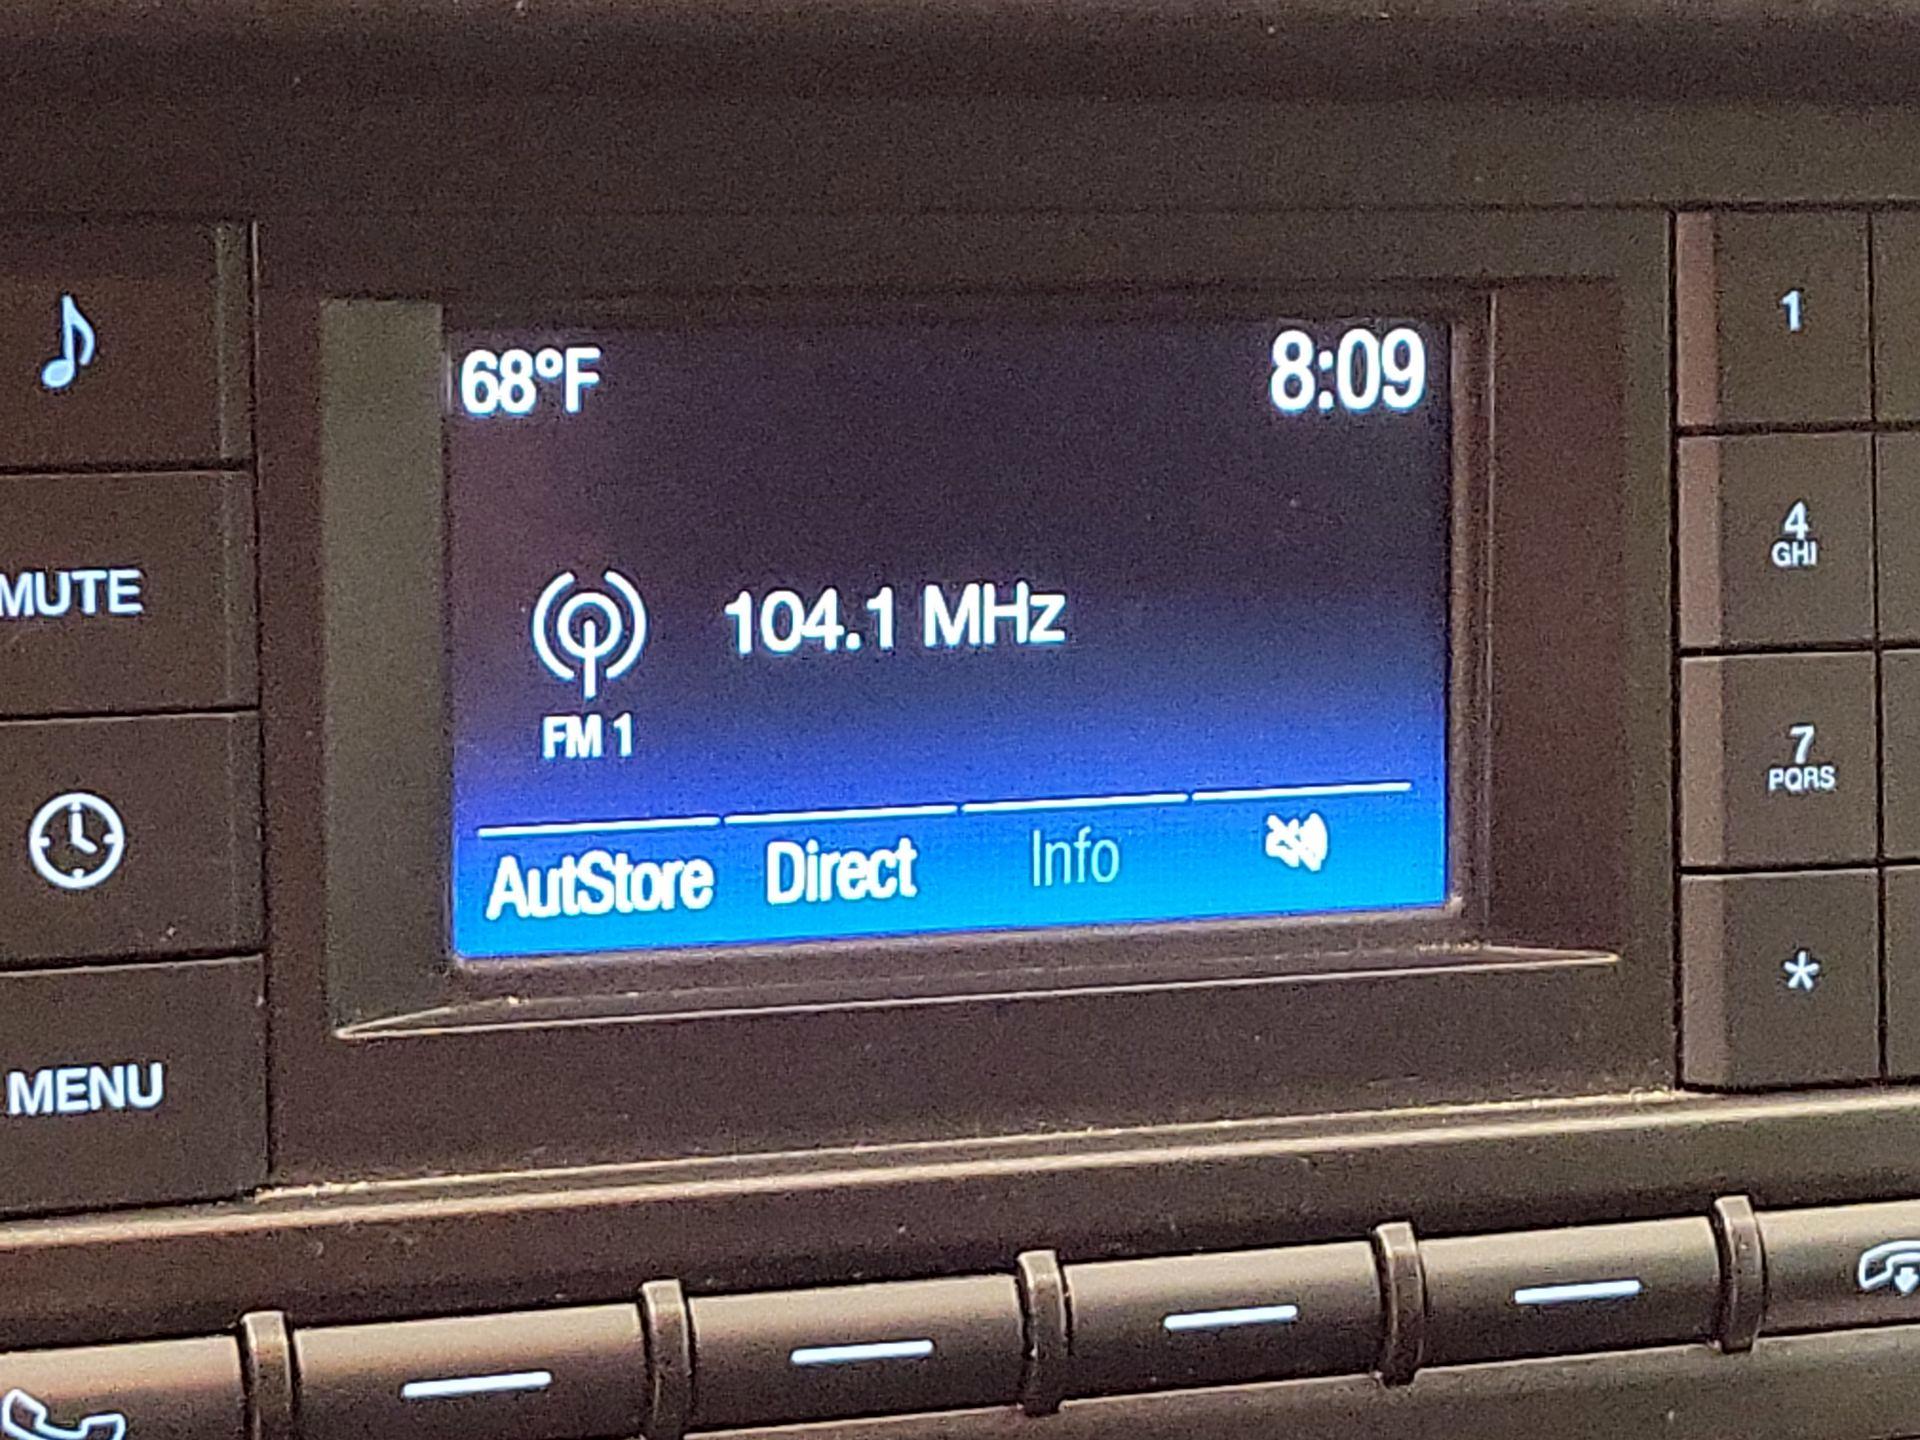 68°F 8:09
104.1 MHz
FM 1
AutStore Direct Info
MUTE
MENU
1
4
GHI
7
PQRS
*